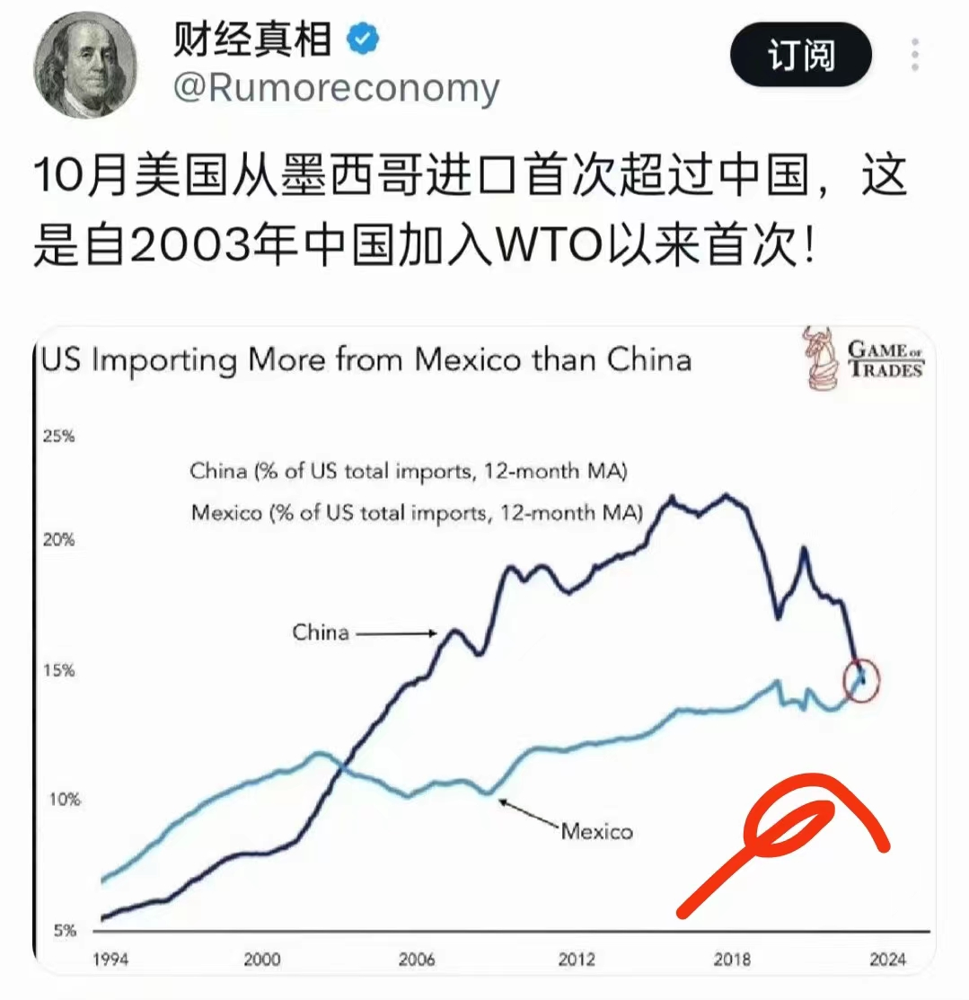 财经真相
@Rumoreconomy
订阅
10月美国从墨西哥进口首次超过中国，这
是自2003年中国加入WTO以来首次！
US Importing More from Mexico than China
GAME OF
TRADES
25%
China (% of US total imports, 12-month MA)
Mexico (% of US total imports, 12-month MA)
20%
China
15%
10%
Mexico
5%
1994 2000 2006 2012 2018 2024